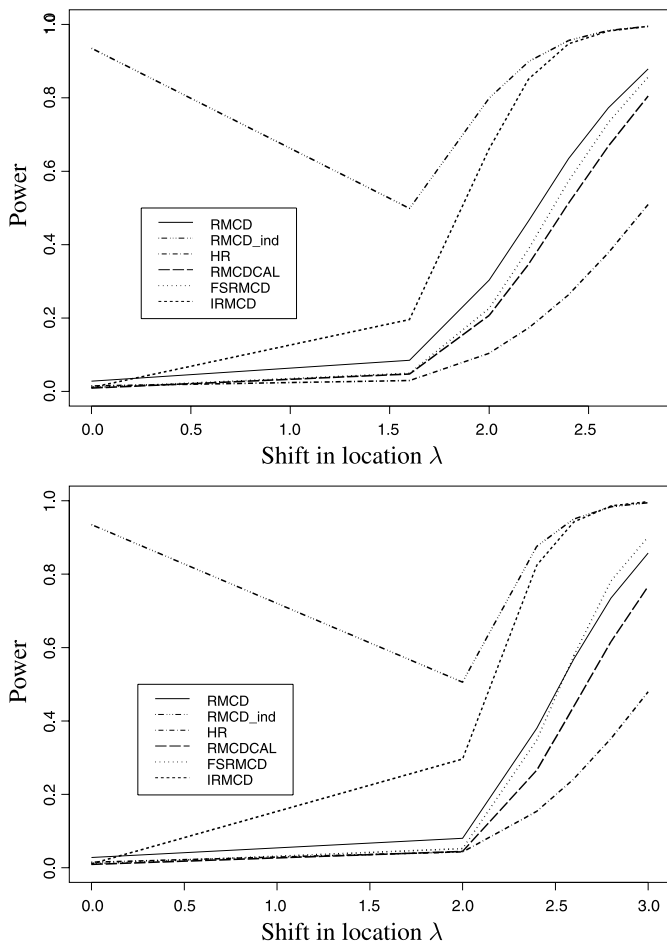 1.0
0.8
0.6
0.4
0.2
0.0
Power
RMCD
RMCD_ind
HR
RMCDCAL
FSRMCD
IRMCD
0.0 0.5 1.0 1.5 2.0 2.5
Shift in location λ
1.0
0.8
0.6
0.4
0.2
0.0
Power
RMCD
RMCD_ind
HR
RMCDCAL
FSRMCD
IRMCD
0.0 0.5 1.0 1.5 2.0 2.5 3.0
Shift in location λ